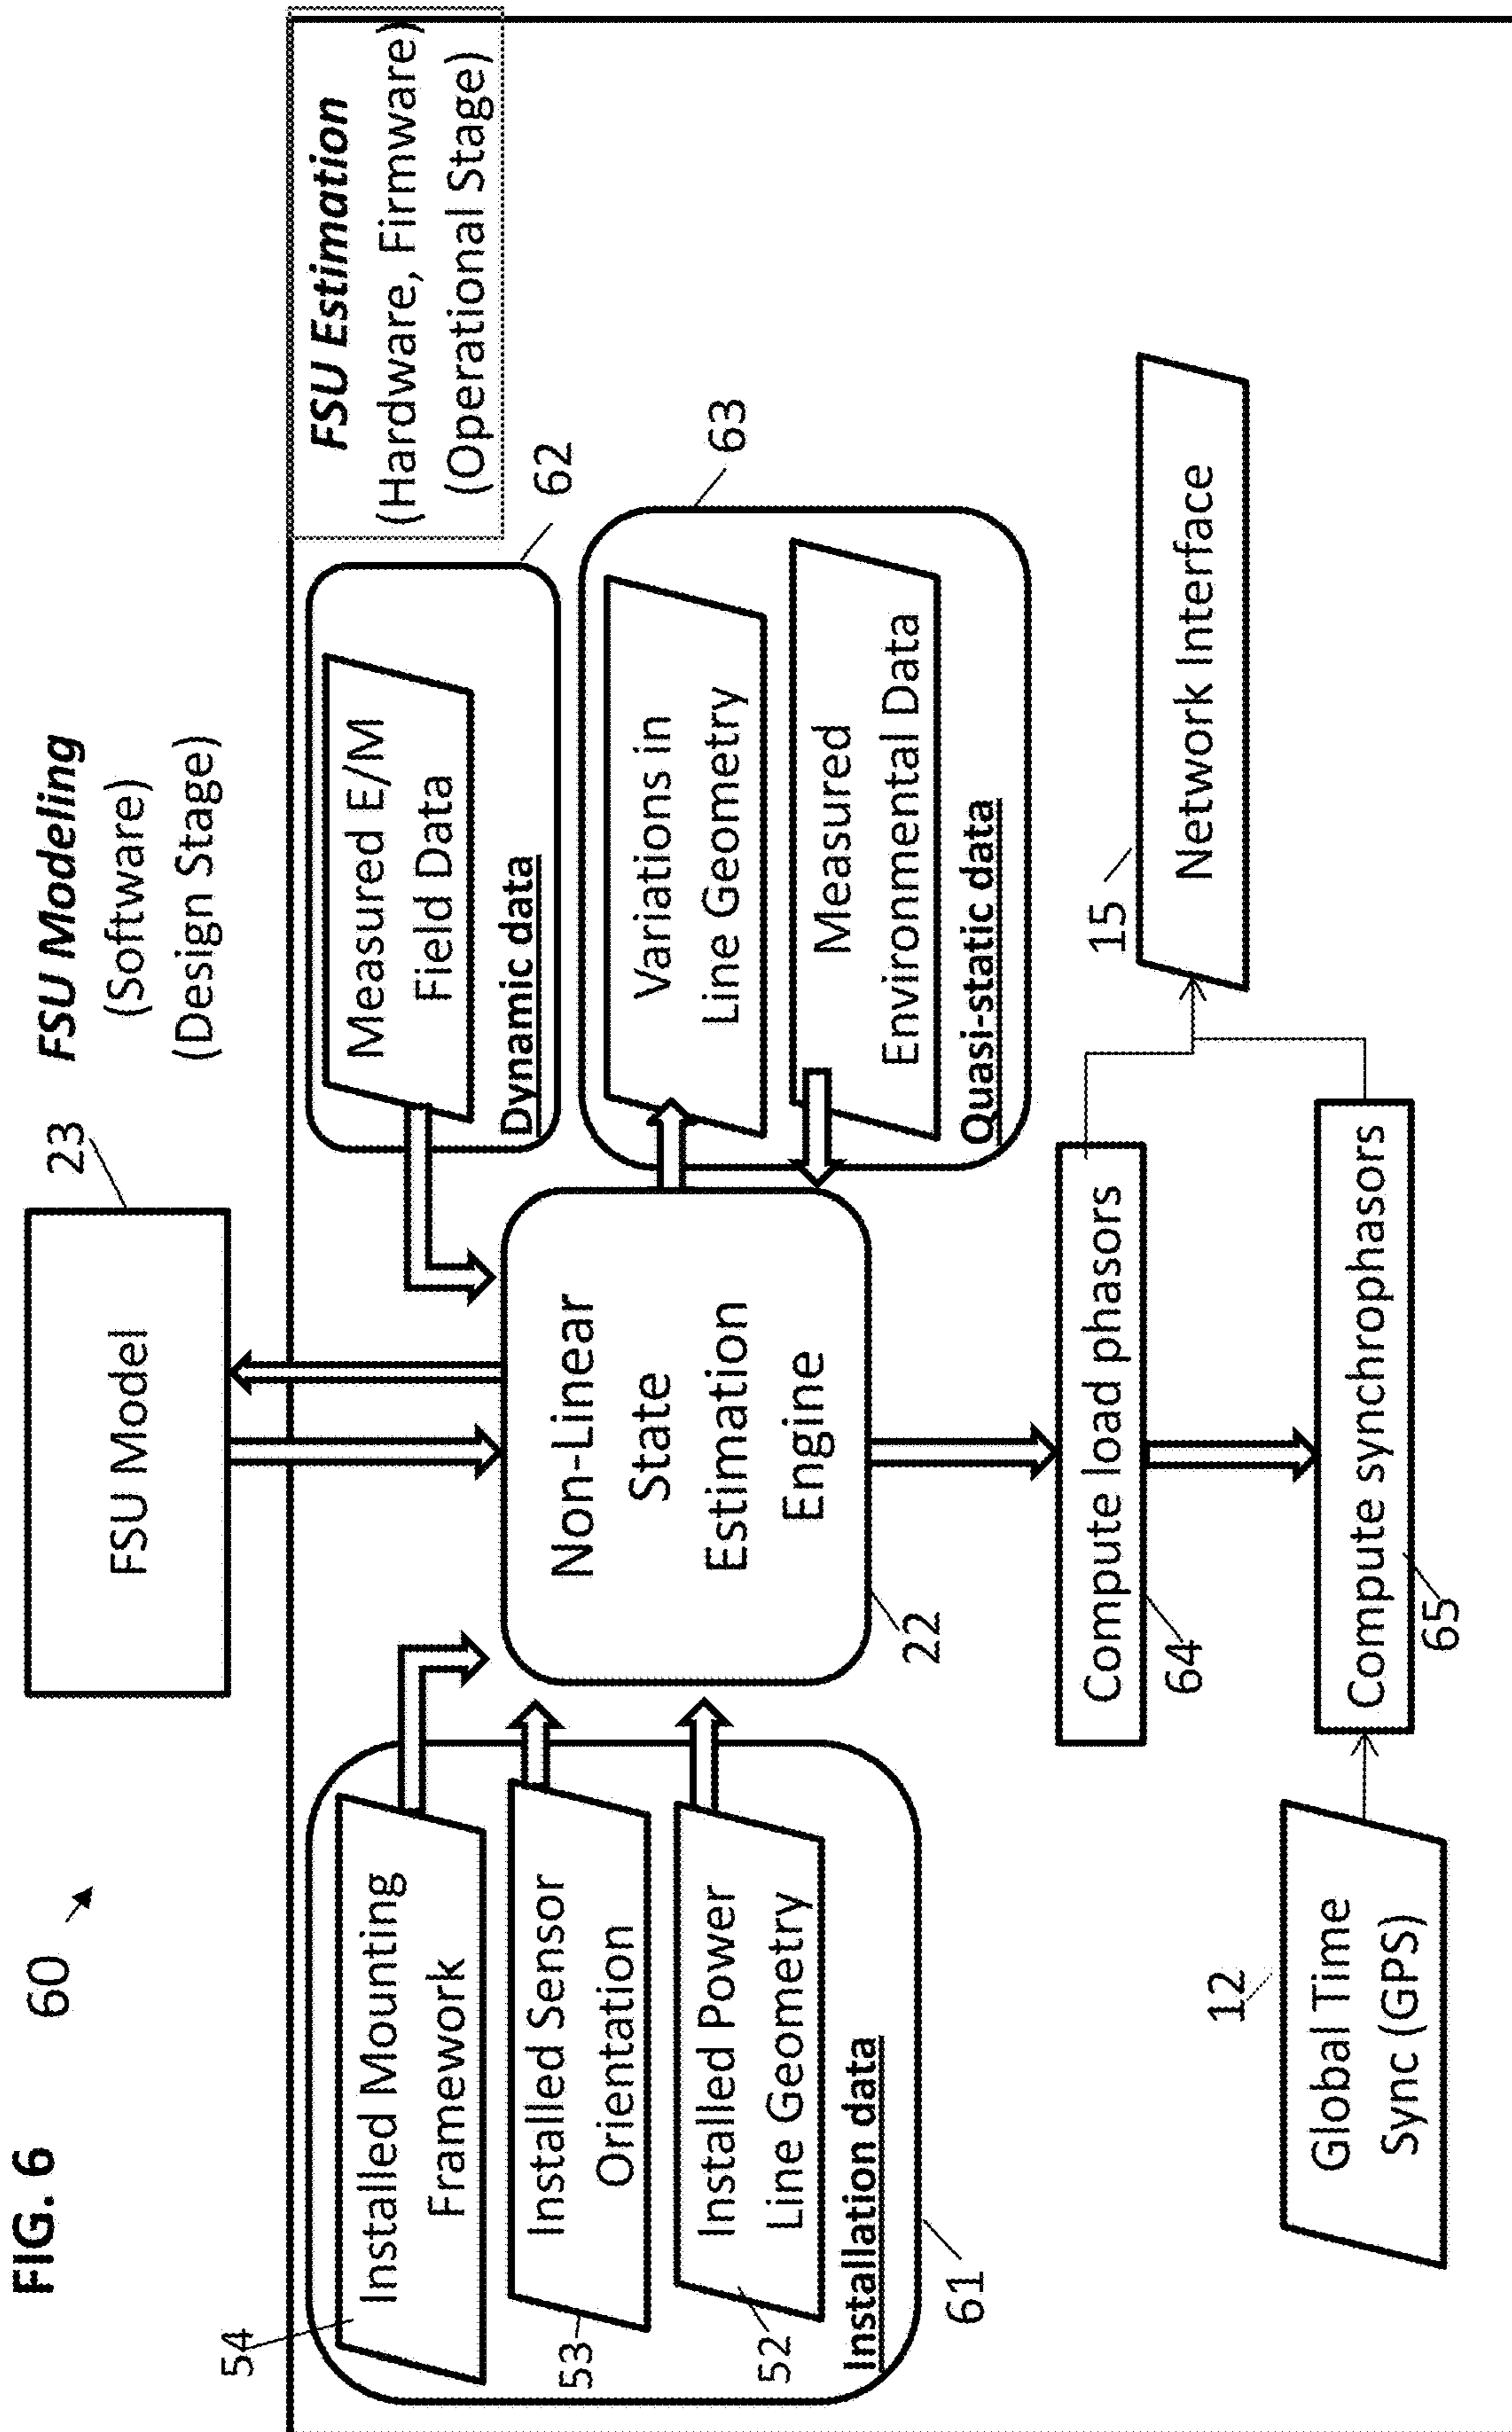 FIG. 6
60
23
FSU Modeling
(Software)
(Design Stage)
FSU Model
FSU Estimation
(Hardware, Firmware)
(Operational Stage)
54
Installed Mounting
Framework
53
Installed Sensor
Orientation
52
Installed Power
Line Geometry
Installation data
61
Non-Linear
State
Estimation
Engine
22
Measured E/M
Field Data
Dynamic data
62
Variations in
Line Geometry
Measured
Environmental Data
Quasi-static data
63
Compute load phasors
64
15
Network Interface
12
Global Time
Sync (GPS)
Compute synchrophasors
65